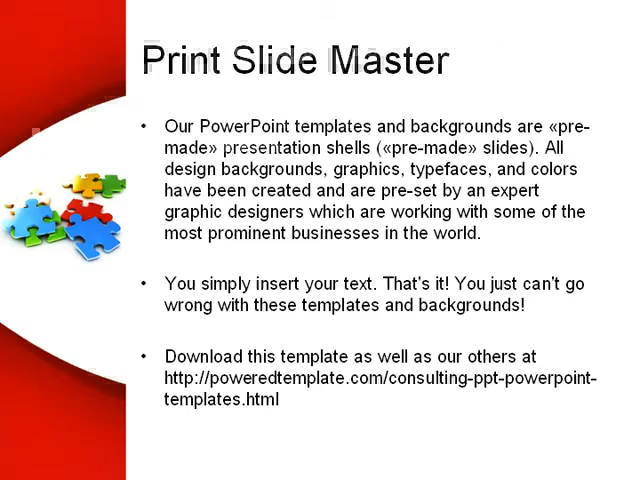 Print Slide Master
• Our PowerPoint templates and backgrounds are «pre-
made» presentation shells («pre-made» slides). All
design backgrounds, graphics, typefaces, and colors
have been created and are pre-set by an expert
graphic designers which are working with some of the
most prominent businesses in the world.
• You simply insert your text. That's it! You just can't go
wrong with these templates and backgrounds!
• Download this template as well as our others at
http://poweredtemplate.com/consulting-ppt-powerpoint-
templates.html